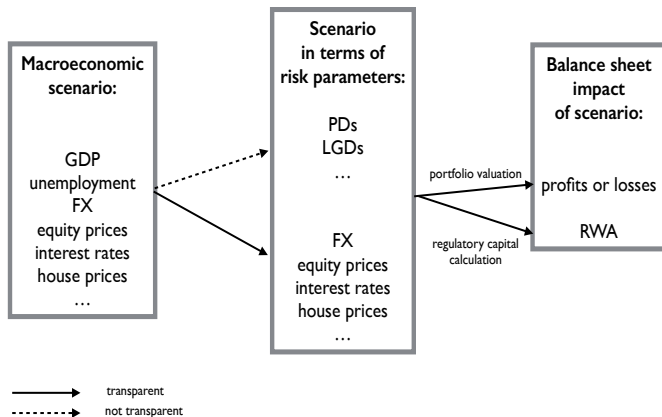 Macroeconomic
scenario:
GDP
unemployment
FX
equity prices
interest rates
house prices
...
Scenario
in terms of
risk parameters:
PDs
LGDs
...
FX
equity prices
interest rates
house prices
...
portfolio valuation
regulatory capital
calculation
Balance sheet
impact
of scenario:
profits or losses
RWA
transparent
not transparent